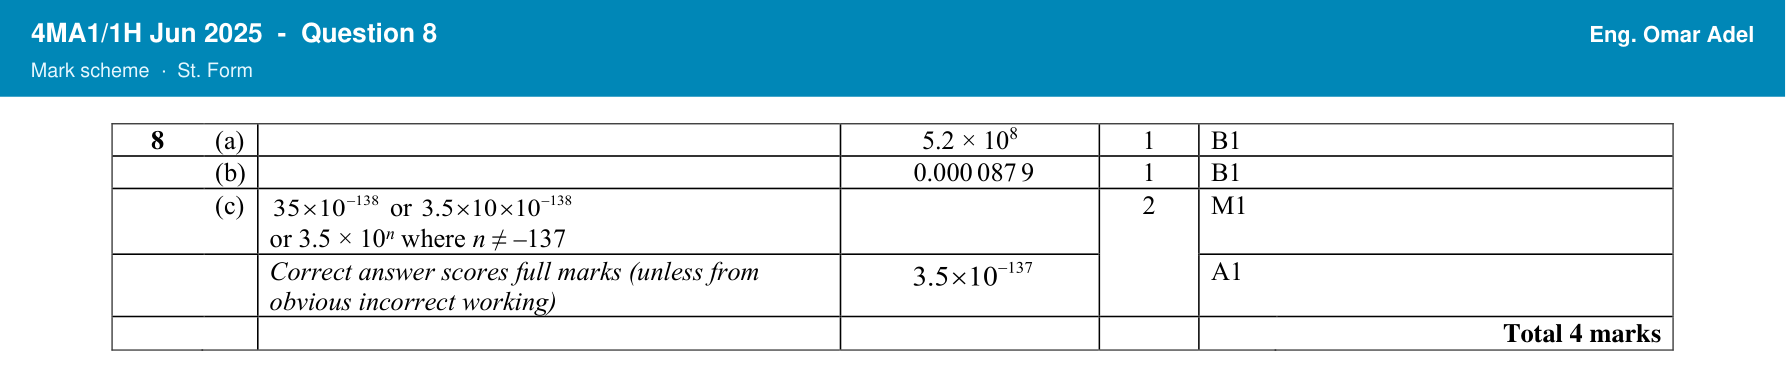 4MA1/1H Jun 2025 - Question 8
Eng. Omar Adel
Mark scheme · St. Form
8 (a) 5.2 × 10⁸ 1 B1
(b) 0.000 087 9 1 B1
(c) 35×10⁻¹³⁸ or 3.5×10×10⁻¹³⁸ 2 M1
or 3.5 × 10ⁿ where n ≠ –137
Correct answer scores full marks (unless from 3.5×10⁻¹³⁷ A1
obvious incorrect working)
Total 4 marks